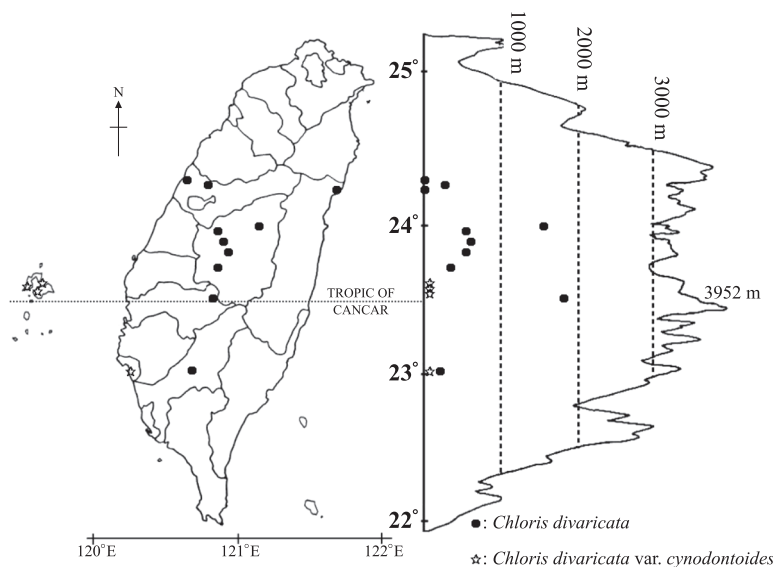 N
1000 m
2000 m
3000 m
25°
24°
TROPIC OF
CANCAR
3952 m
23°
22°
120°E
121°E
122°E
: Chloris divaricata
: Chloris divaricata var. cynodontoides